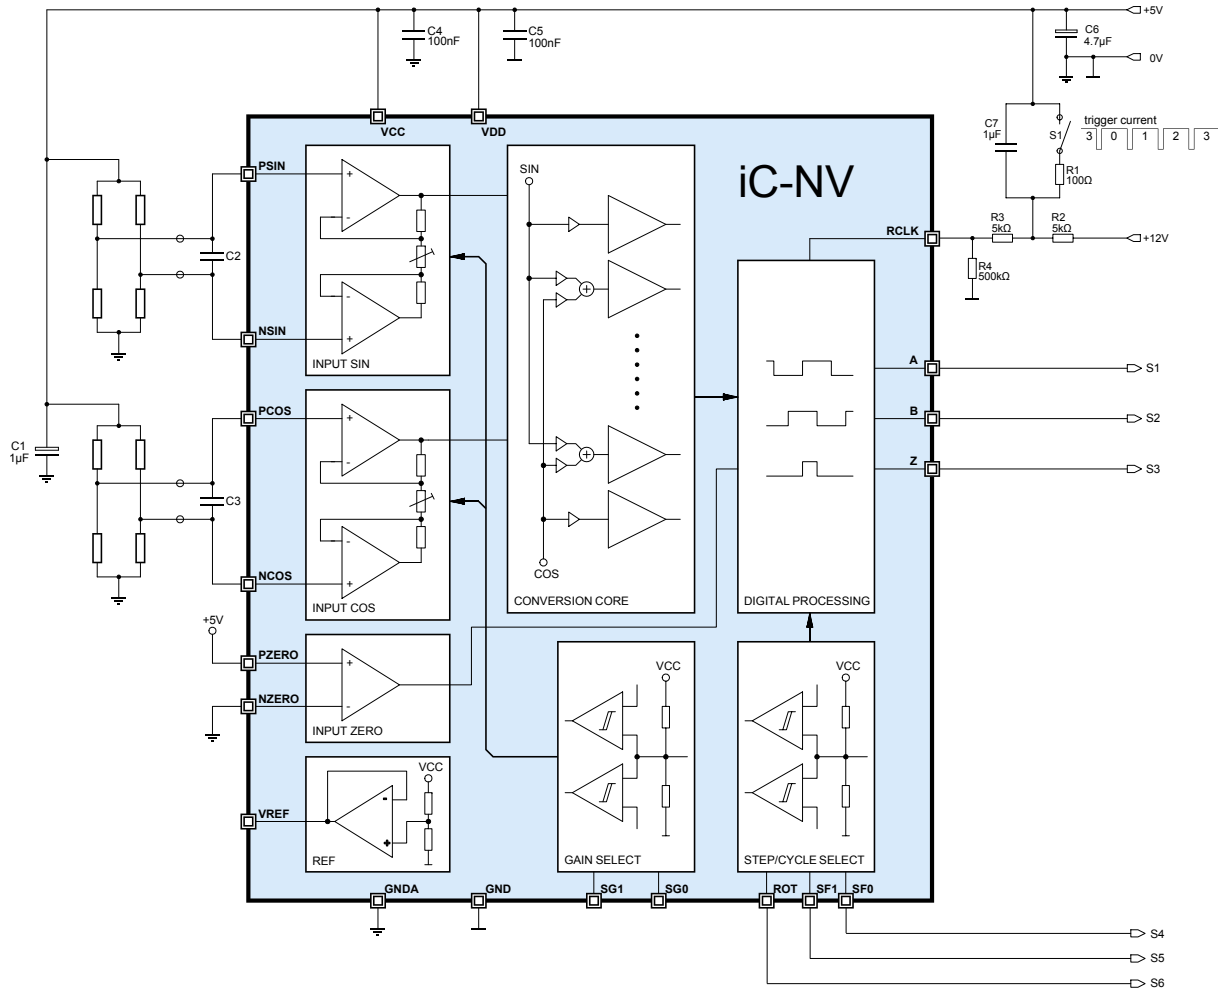 +5V
C4
100nF
C5
100nF
C6
4.7µF
0V
VCC
VDD
C7
1µF
S1
trigger current
3 0 1 2 3
R1
100Ω
PSIN
+
-
SIN
iC-NV
RCLK
R3
5kΩ
R2
5kΩ
+12V
C2
R4
500kΩ
-
+
NSIN
INPUT SIN
A
S1
PCOS
+
-
B
S2
C1
1µF
Z
S3
C3
-
+
NCOS
COS
INPUT COS
CONVERSION CORE
DIGITAL PROCESSING
+5V
PZERO
+
NZERO
-
INPUT ZERO
VCC
VCC
VCC
-
VREF
+
REF
GAIN SELECT
STEP/CYCLE SELECT
GNDA
GND
SG1
SG0
ROT
SF1
SF0
S4
S5
S6